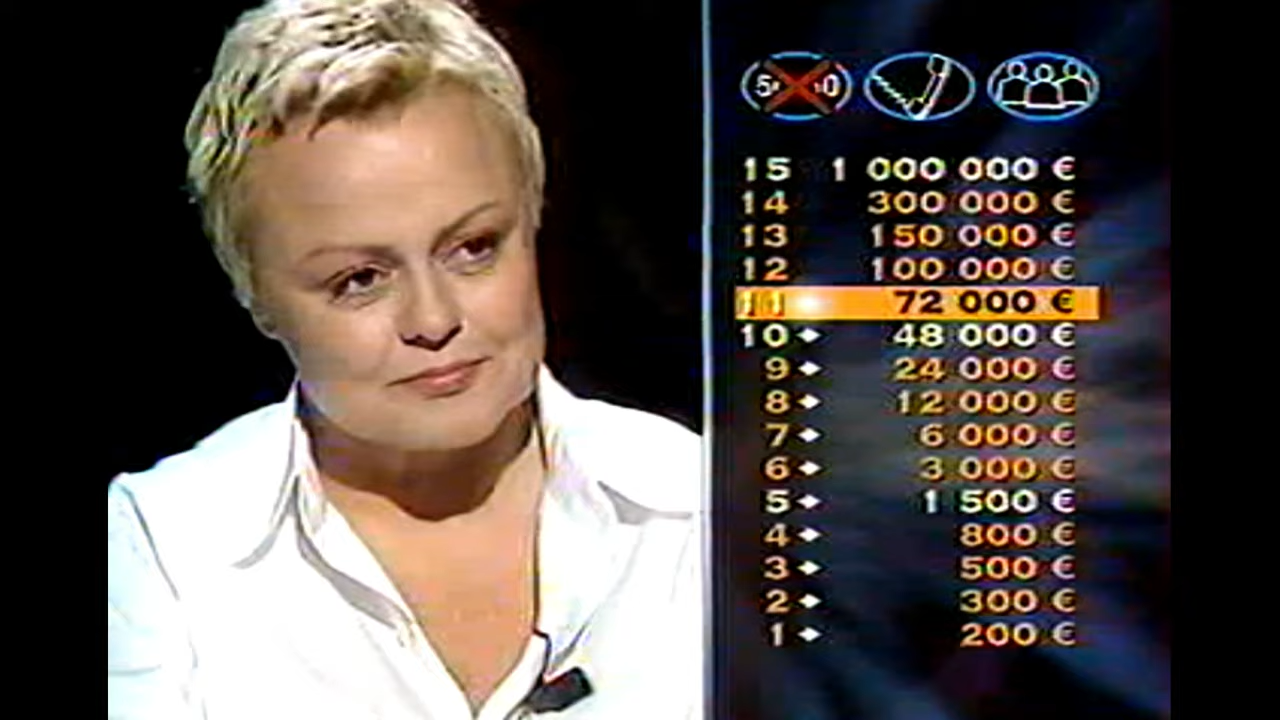 50
15 1 000 000 €
14 300 000 €
13 150 000 €
12 100 000 €
11 72 000 €
10 48 000 €
9 24 000 €
8 12 000 €
7 6 000 €
6 3 000 €
5 1 500 €
4 800 €
3 500 €
2 300 €
1 200 €